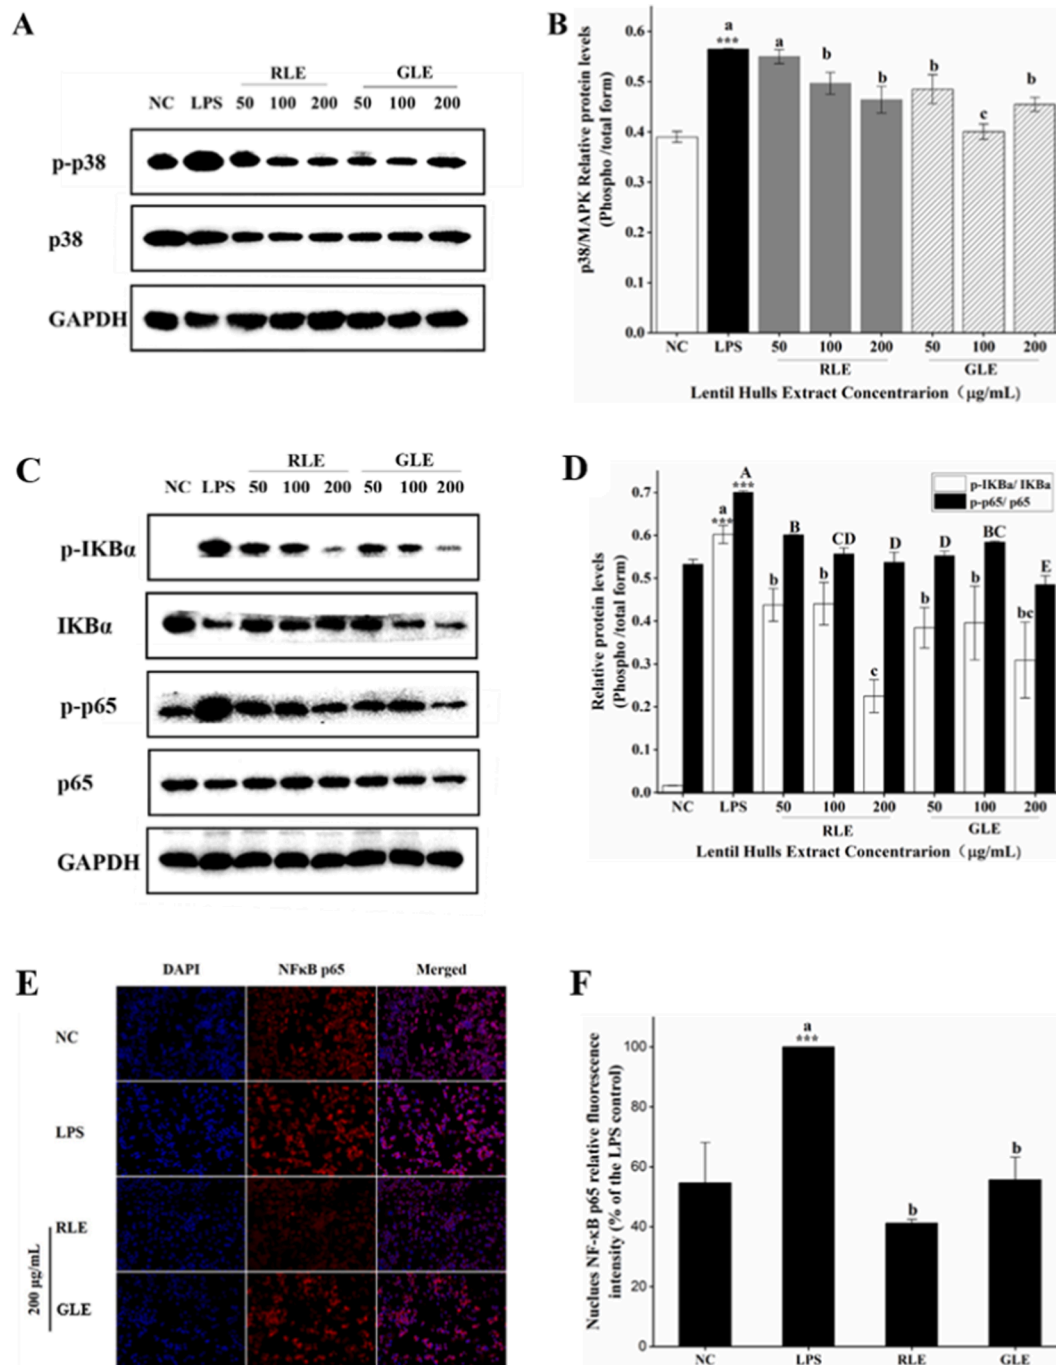 A
RLE GLE
NC LPS 50 100 200 50 100 200
p-p38
p38
GAPDH
B
p38/MAPK Relative protein levels
(Phospho /total form)
0.6
0.5
0.4
0.3
0.2
0.1
0.0
a
***
a
b
b
b
c
b
NC LPS 50 100 200 50 100 200
RLE GLE
Lentil Hulls Extract Concentrarion（μg/mL)
C
RLE GLE
NC LPS 50 100 200 50 100 200
p-IKBα
IKBα
p-p65
p65
GAPDH
D
Relative protein levels
(Phospho /total form)
0.7
0.6
0.5
0.4
0.3
0.2
0.1
0.0
p-IKBa/ IKBa
p-p65/ p65
a
***
A
***
b
B
b
CD
c
D
b
D
b
BC
bc
E
NC LPS 50 100 200 50 100 200
RLE GLE
Lentil Hulls Extract Concentrarion（μg/mL)
E
DAPI NFκB p65 Merged
NC
LPS
RLE
GLE
200 μg/mL
F
Nuclues NF-κB p65 relative fluorescence
intensity (% of the LPS control)
100
80
60
40
20
0
a
***
b
b
NC LPS RLE GLE